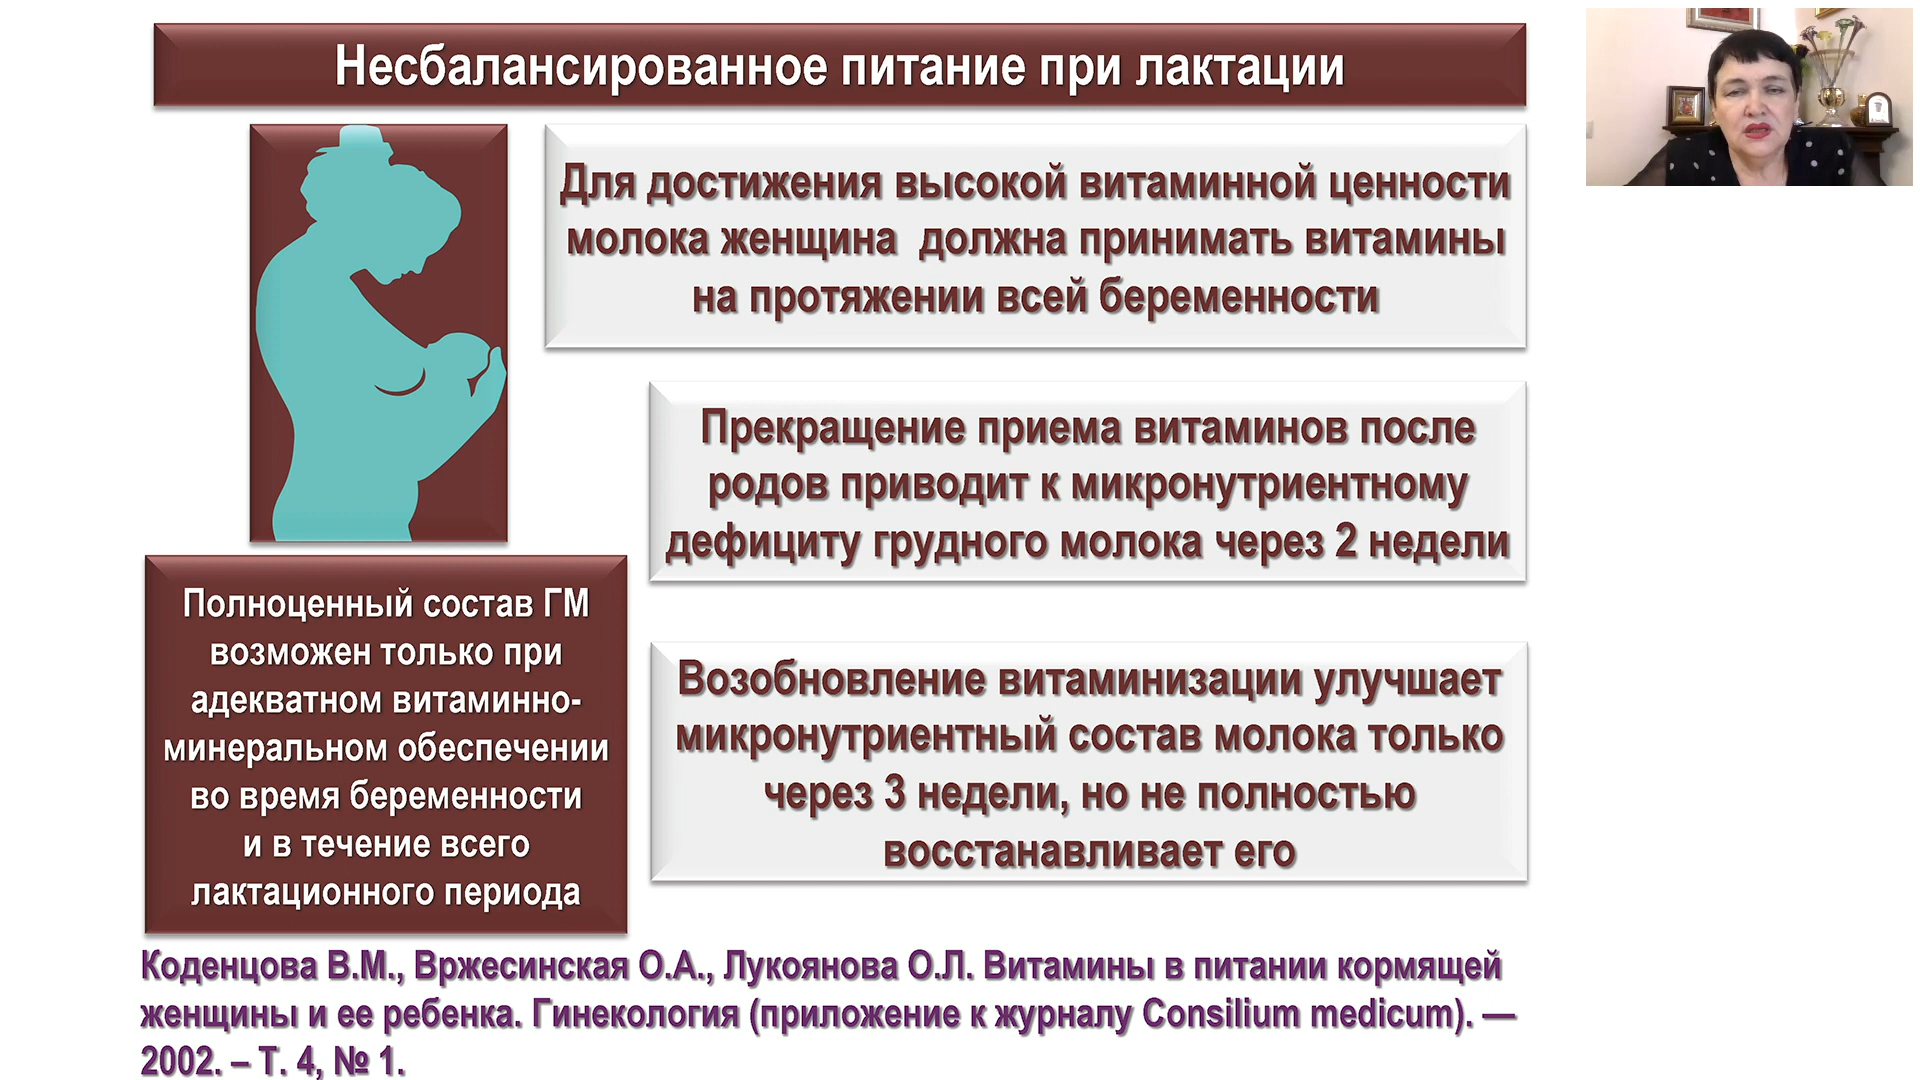 Несбалансированное питание при лактации
Для достижения высокой витаминной ценности
молока женщина должна принимать витамины
на протяжении всей беременности
Прекращение приема витаминов после
родов приводит к микронутриентному
дефициту грудного молока через 2 недели
Полноценный состав ГМ
возможен только при
адекватном витаминно-
минеральном обеспечении
во время беременности
и в течение всего
лактационного периода
Возобновление витаминизации улучшает
микронутриентный состав молока только
через 3 недели, но не полностью
восстанавливает его
Коденцова В.М., Вржесинская О.А., Лукоянова О.Л. Витамины в питании кормящей
женщины и ее ребенка. Гинекология (приложение к журналу Consilium medicum). —
2002. – Т. 4, № 1.